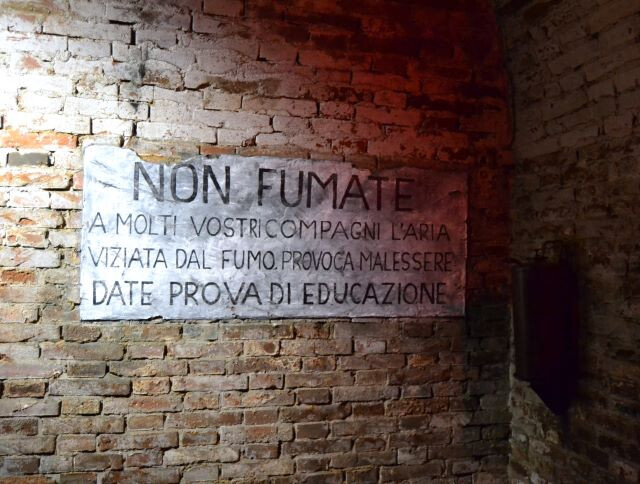 NON FUMATE
A MOLTI VOSTRI COMPAGNI L'ARIA
VIZIATA DAL FUMO. PROVOCA MALESSERE
DATE PROVA DI EDUCAZIONE